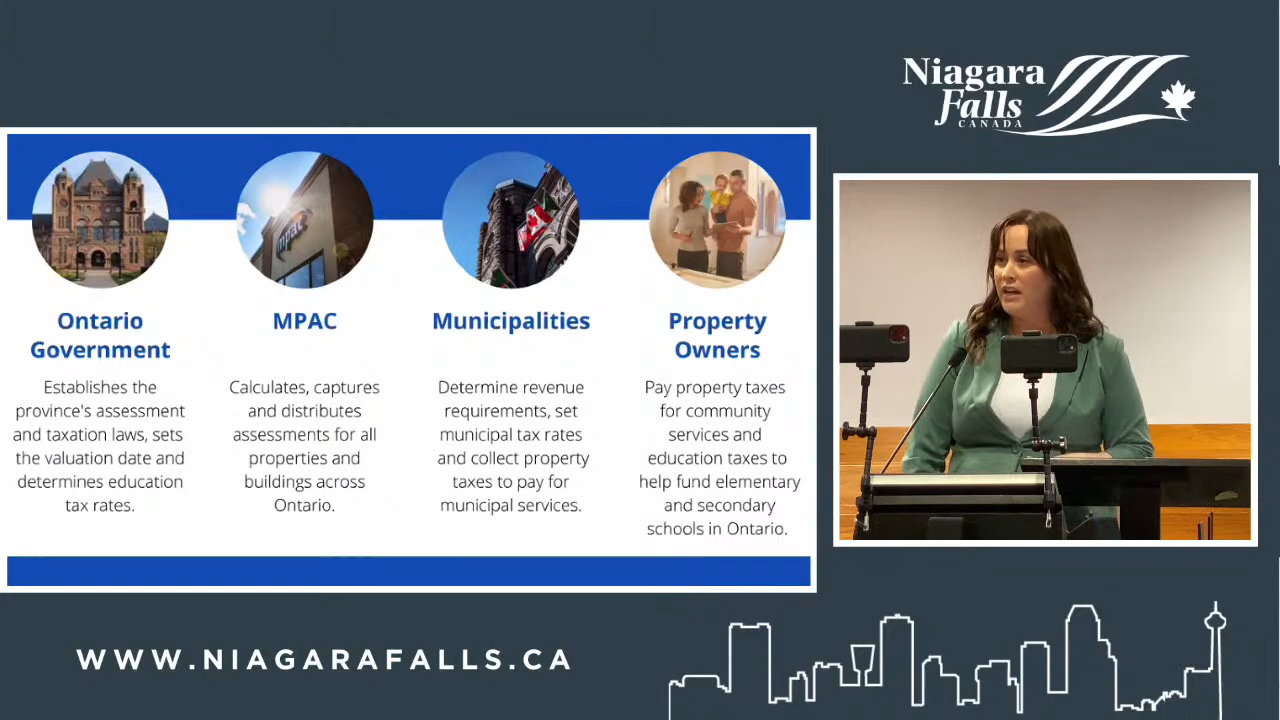 Niagara
Falls
CANADA
mpac
Ontario
Government
Establishes the
province's assessment
and taxation laws, sets
the valuation date and
determines education
tax rates.
MPAC
Calculates, captures
and distributes
assessments for all
properties and
buildings across
Ontario.
Municipalities
Determine revenue
requirements, set
municipal tax rates
and collect property
taxes to pay for
municipal services.
Property
Owners
Pay property taxes
for community
services and
education taxes to
help fund elementary
and secondary
schools in Ontario.
WWW.NIAGARAFALLS.CA